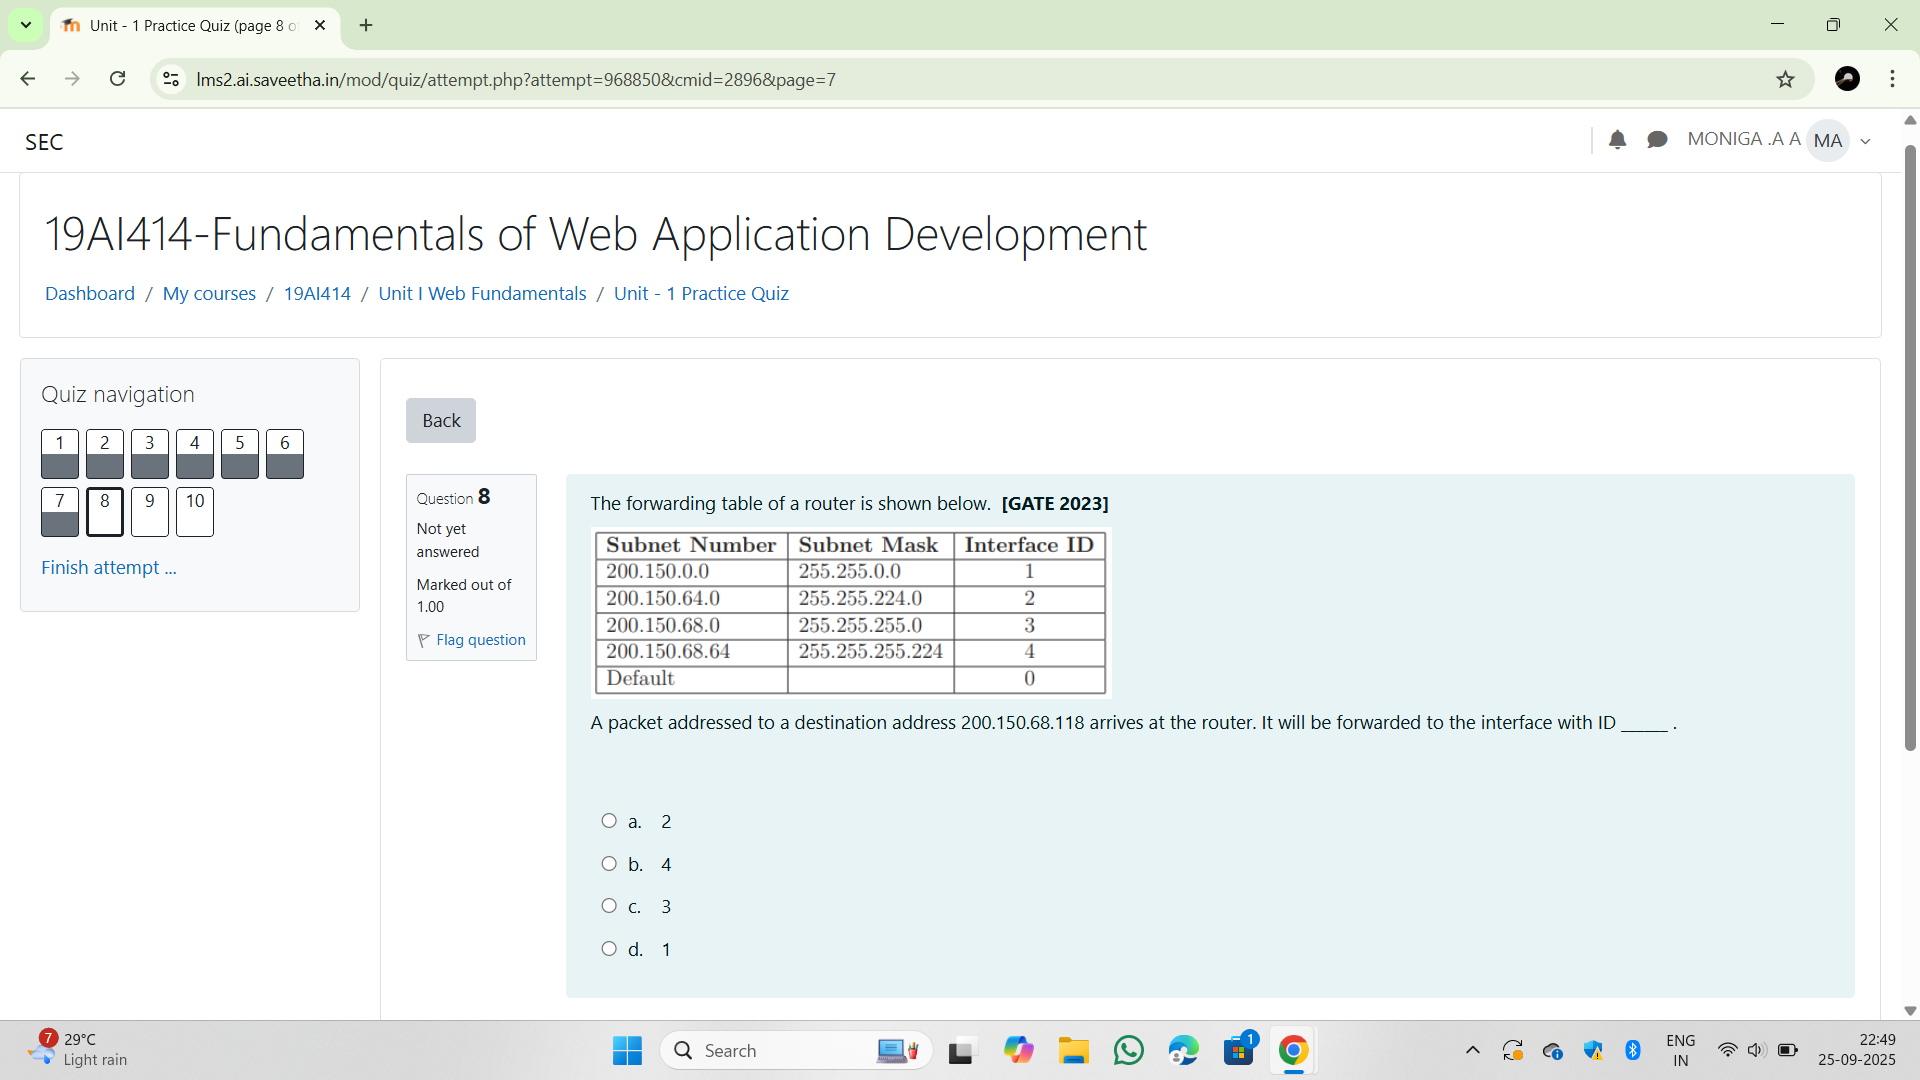 Unit - 1 Practice Quiz (page 8 o
lms2.ai.saveetha.in/mod/quiz/attempt.php?attempt=968850&cmid=2896&page=7
SEC
MONIGA .A A MA
19AI414-Fundamentals of Web Application Development
Dashboard / My courses / 19AI414 / Unit I Web Fundamentals / Unit - 1 Practice Quiz
Quiz navigation
1 2 3 4 5 6
7 8 9 10
Finish attempt ...
Back
Question 8
Not yet
answered
Marked out of
1.00
Flag question
The forwarding table of a router is shown below. [GATE 2023]
Subnet Number Subnet Mask Interface ID
200.150.0.0 255.255.0.0 1
200.150.64.0 255.255.224.0 2
200.150.68.0 255.255.255.0 3
200.150.68.64 255.255.255.224 4
Default 0
A packet addressed to a destination address 200.150.68.118 arrives at the router. It will be forwarded to the interface with ID _____ .
a. 2
b. 4
c. 3
d. 1
7
29°C
Light rain
Search
1
ENG
IN
22:49
25-09-2025